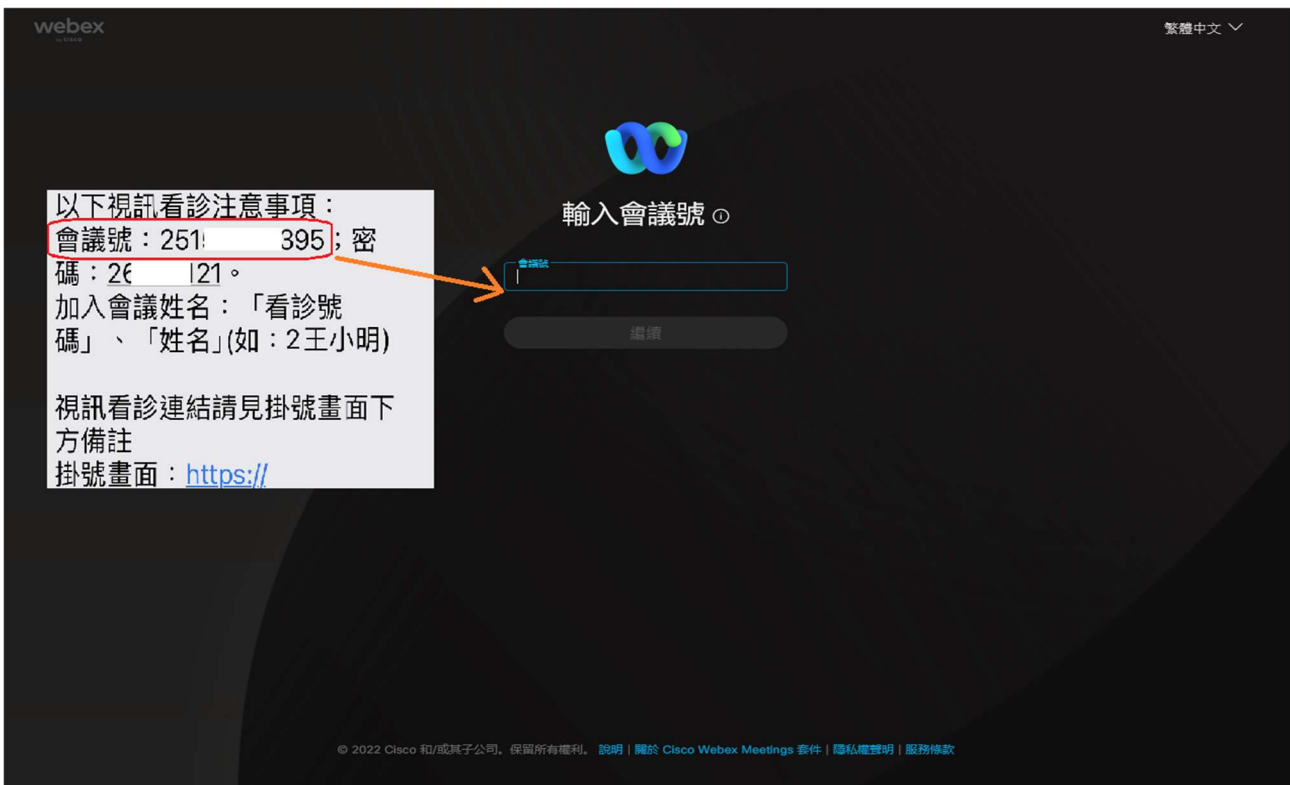 webex
by CISCO
繁體中文
以下視訊看診注意事項：
會議號：251 395；密
碼：26 121。
加入會議姓名：「看診號
碼」、「姓名」(如：2王小明)
視訊看診連結請見掛號畫面下
方備註
掛號畫面：https://
輸入會議號
會議號
繼續
© 2022 Cisco 和/或其子公司。保留所有權利。 說明 | 關於 Cisco Webex Meetings 套件 | 隱私權聲明 | 服務條款